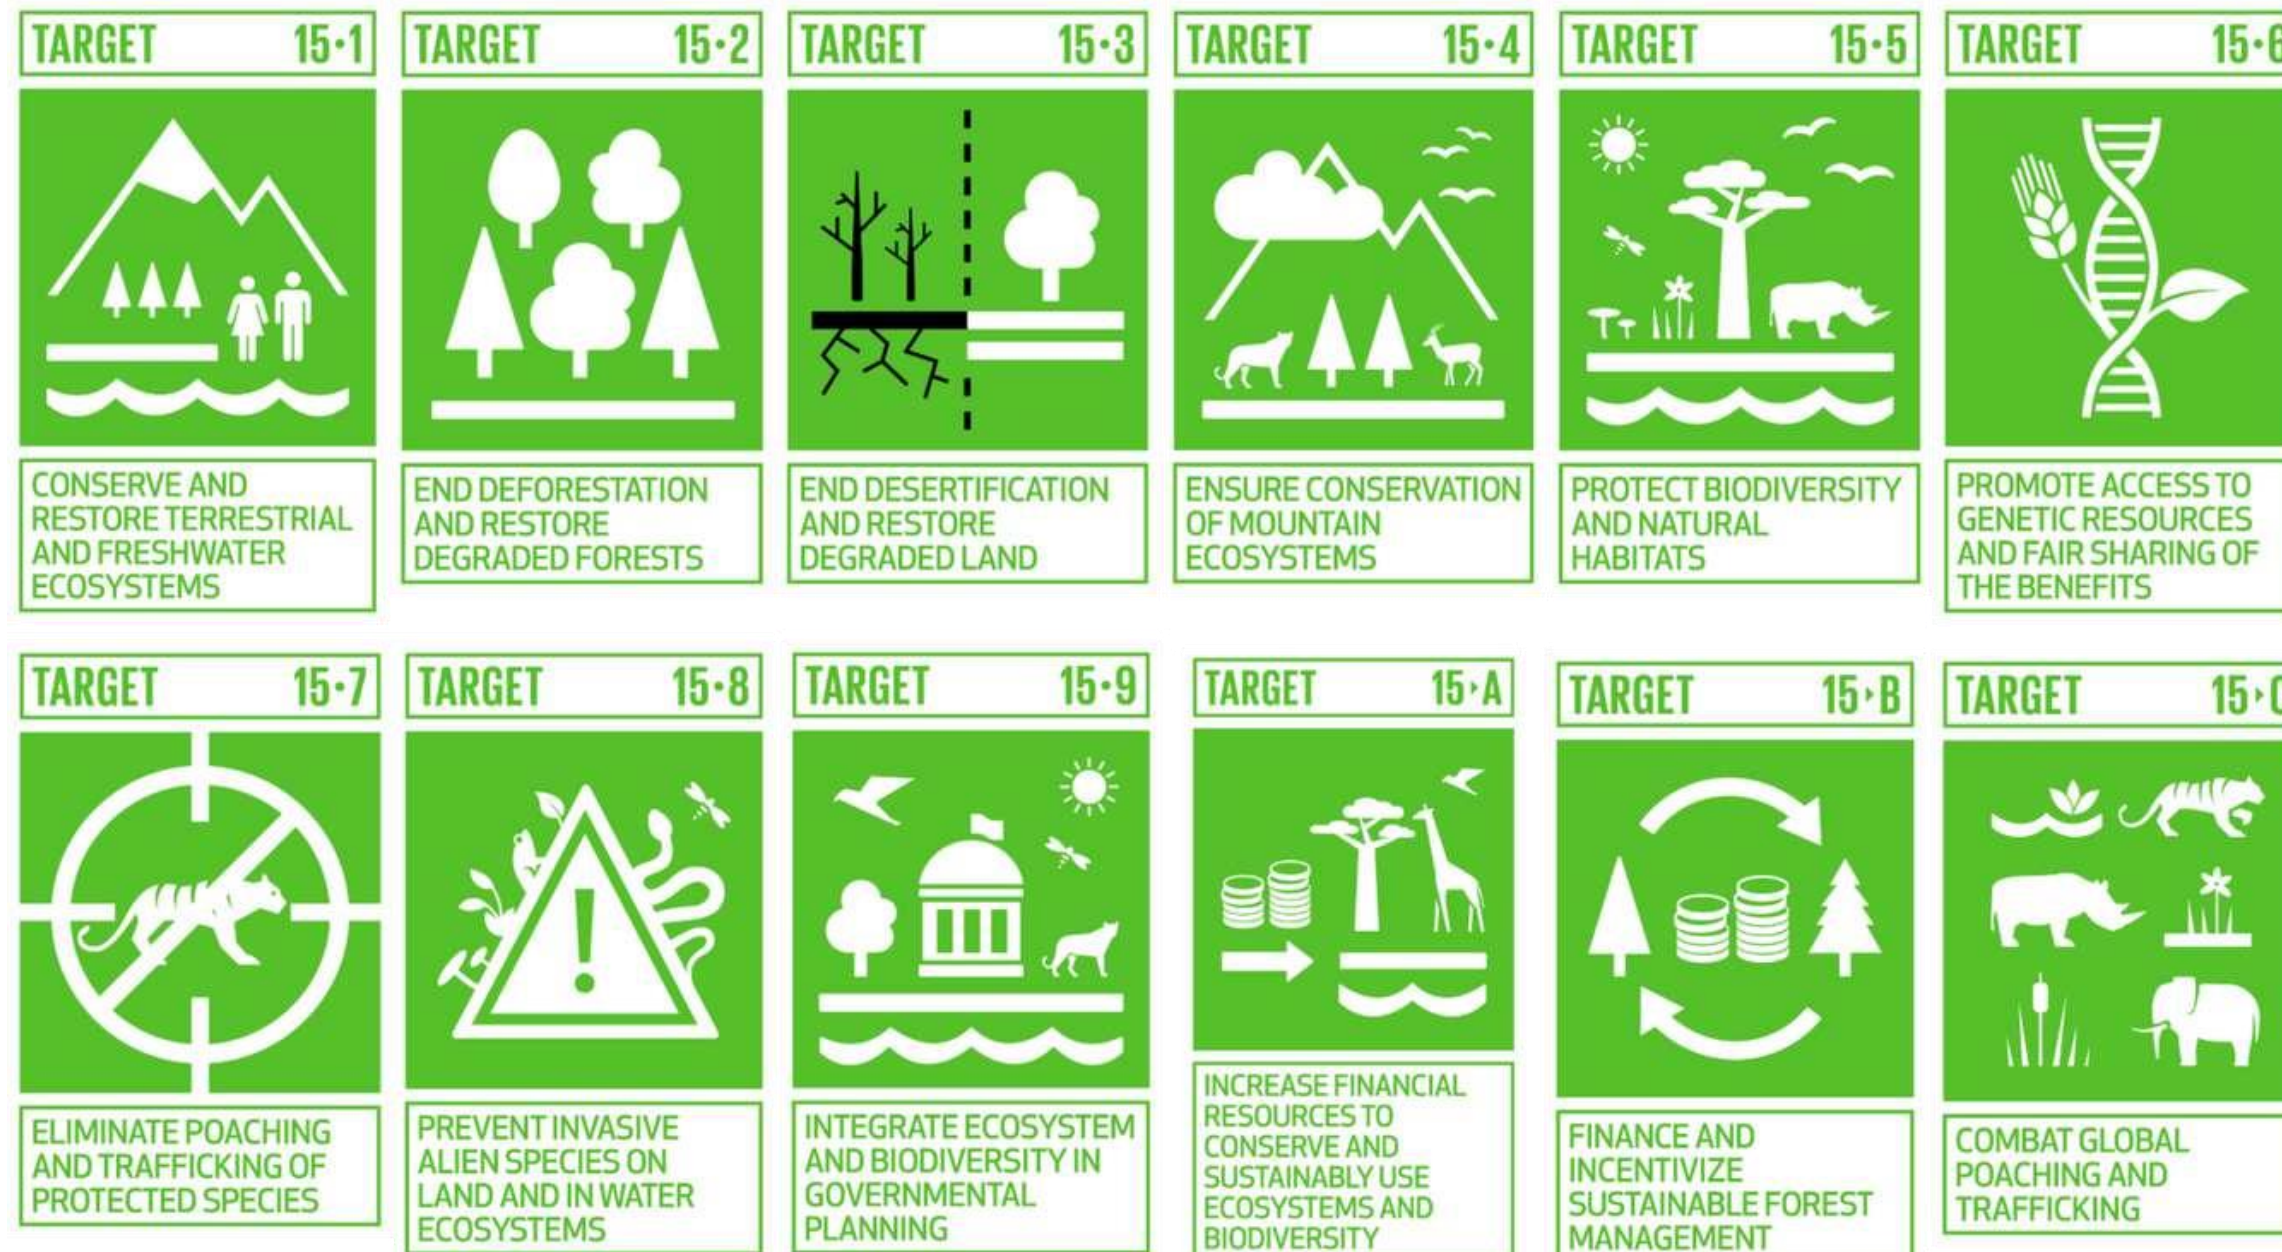 TARGET 15·1
CONSERVE AND
RESTORE TERRESTRIAL
AND FRESHWATER
ECOSYSTEMS
TARGET 15·2
END DEFORESTATION
AND RESTORE
DEGRADED FORESTS
TARGET 15·3
END DESERTIFICATION
AND RESTORE
DEGRADED LAND
TARGET 15·4
ENSURE CONSERVATION
OF MOUNTAIN
ECOSYSTEMS
TARGET 15·5
PROTECT BIODIVERSITY
AND NATURAL
HABITATS
TARGET 15·6
PROMOTE ACCESS TO
GENETIC RESOURCES
AND FAIR SHARING OF
THE BENEFITS
TARGET 15·7
ELIMINATE POACHING
AND TRAFFICKING OF
PROTECTED SPECIES
TARGET 15·8
PREVENT INVASIVE
ALIEN SPECIES ON
LAND AND IN WATER
ECOSYSTEMS
TARGET 15·9
INTEGRATE ECOSYSTEM
AND BIODIVERSITY IN
GOVERNMENTAL
PLANNING
TARGET 15‣A
INCREASE FINANCIAL
RESOURCES TO
CONSERVE AND
SUSTAINABLY USE
ECOSYSTEMS AND
BIODIVERSITY
TARGET 15‣B
FINANCE AND
INCENTIVIZE
SUSTAINABLE FOREST
MANAGEMENT
TARGET 15‣C
COMBAT GLOBAL
POACHING AND
TRAFFICKING